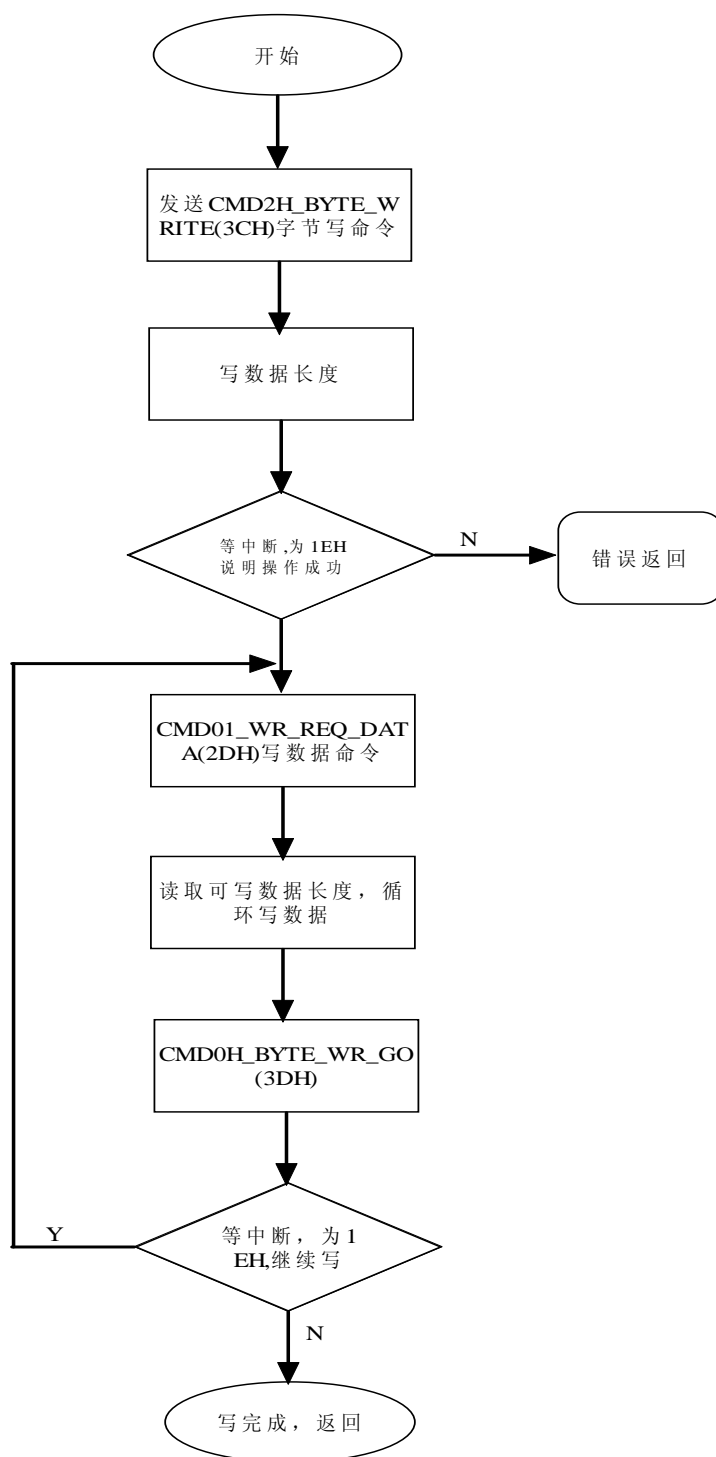 开始
发送CMD2H_BYTE_W
RITE(3CH)字节写命令
写数据长度
等中断,为1EH
说明操作成功
N
错误返回
CMD01_WR_REQ_DAT
A(2DH)写数据命令
读取可写数据长度，循
环写数据
CMD0H_BYTE_WR_GO
(3DH)
等中断，为1
EH,继续写
Y
N
写完成，返回